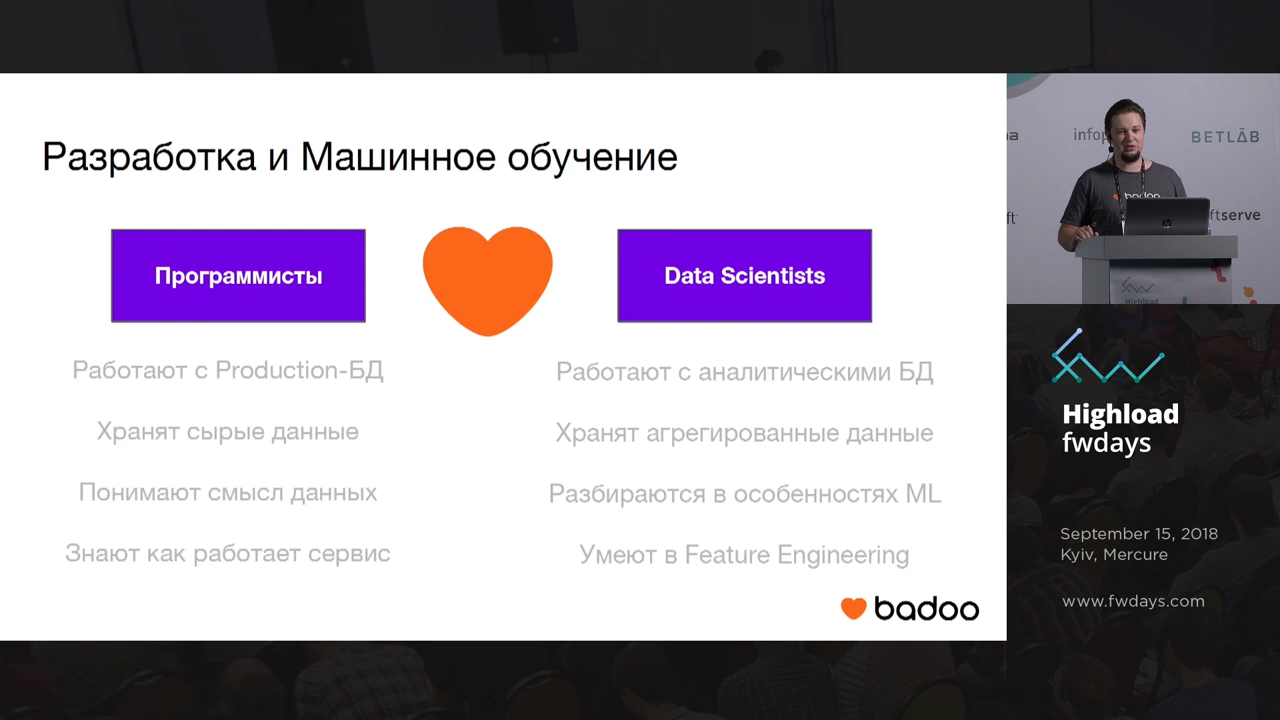 Разработка и Машинное обучение
Программисты
Data Scientists
Работают с Production-БД
Работают с аналитическими БД
Хранят сырые данные
Хранят агрегированные данные
Понимают смысл данных
Разбираются в особенностях ML
Знают как работает сервис
Умеют в Feature Engineering
badoo
BETLAB
ftserve
Highload
fwdays
September 15, 2018
Kyiv, Mercure
www.fwdays.com